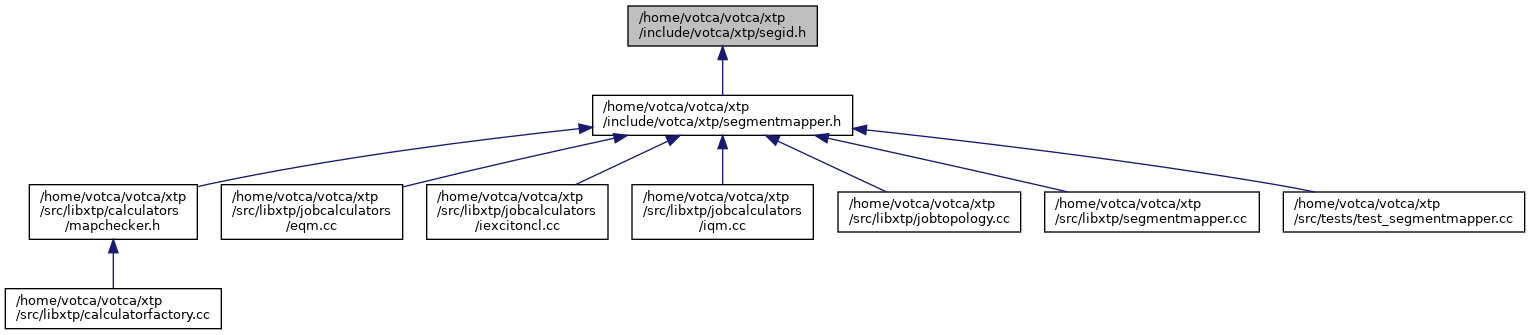 /home/votca/votca/xtp
/include/votca/xtp/segid.h
/home/votca/votca/xtp
/include/votca/xtp/segmentmapper.h
/home/votca/votca/xtp
/src/libxtp/calculators
/mapchecker.h
/home/votca/votca/xtp
/src/libxtp/jobcalculators
/eqm.cc
/home/votca/votca/xtp
/src/libxtp/jobcalculators
/iexcitoncl.cc
/home/votca/votca/xtp
/src/libxtp/jobcalculators
/iqm.cc
/home/votca/votca/xtp
/src/libxtp/jobtopology.cc
/home/votca/votca/xtp
/src/libxtp/segmentmapper.cc
/home/votca/votca/xtp
/src/tests/test_segmentmapper.cc
/home/votca/votca/xtp
/src/libxtp/calculatorfactory.cc